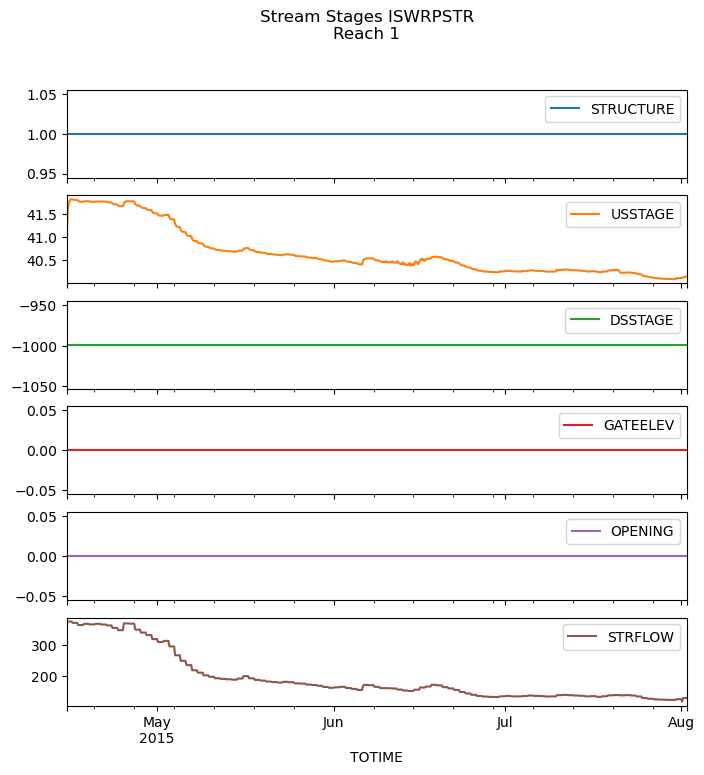 Stream Stages ISWRPSTR
Reach 1
1.05
1.00
0.95
STRUCTURE
41.5
41.0
40.5
USSTAGE
−950
−1000
−1050
DSSTAGE
0.05
0.00
−0.05
GATEELEV
0.05
0.00
−0.05
OPENING
300
200
STRFLOW
May
2015
Jun
Jul
Aug
TOTIME